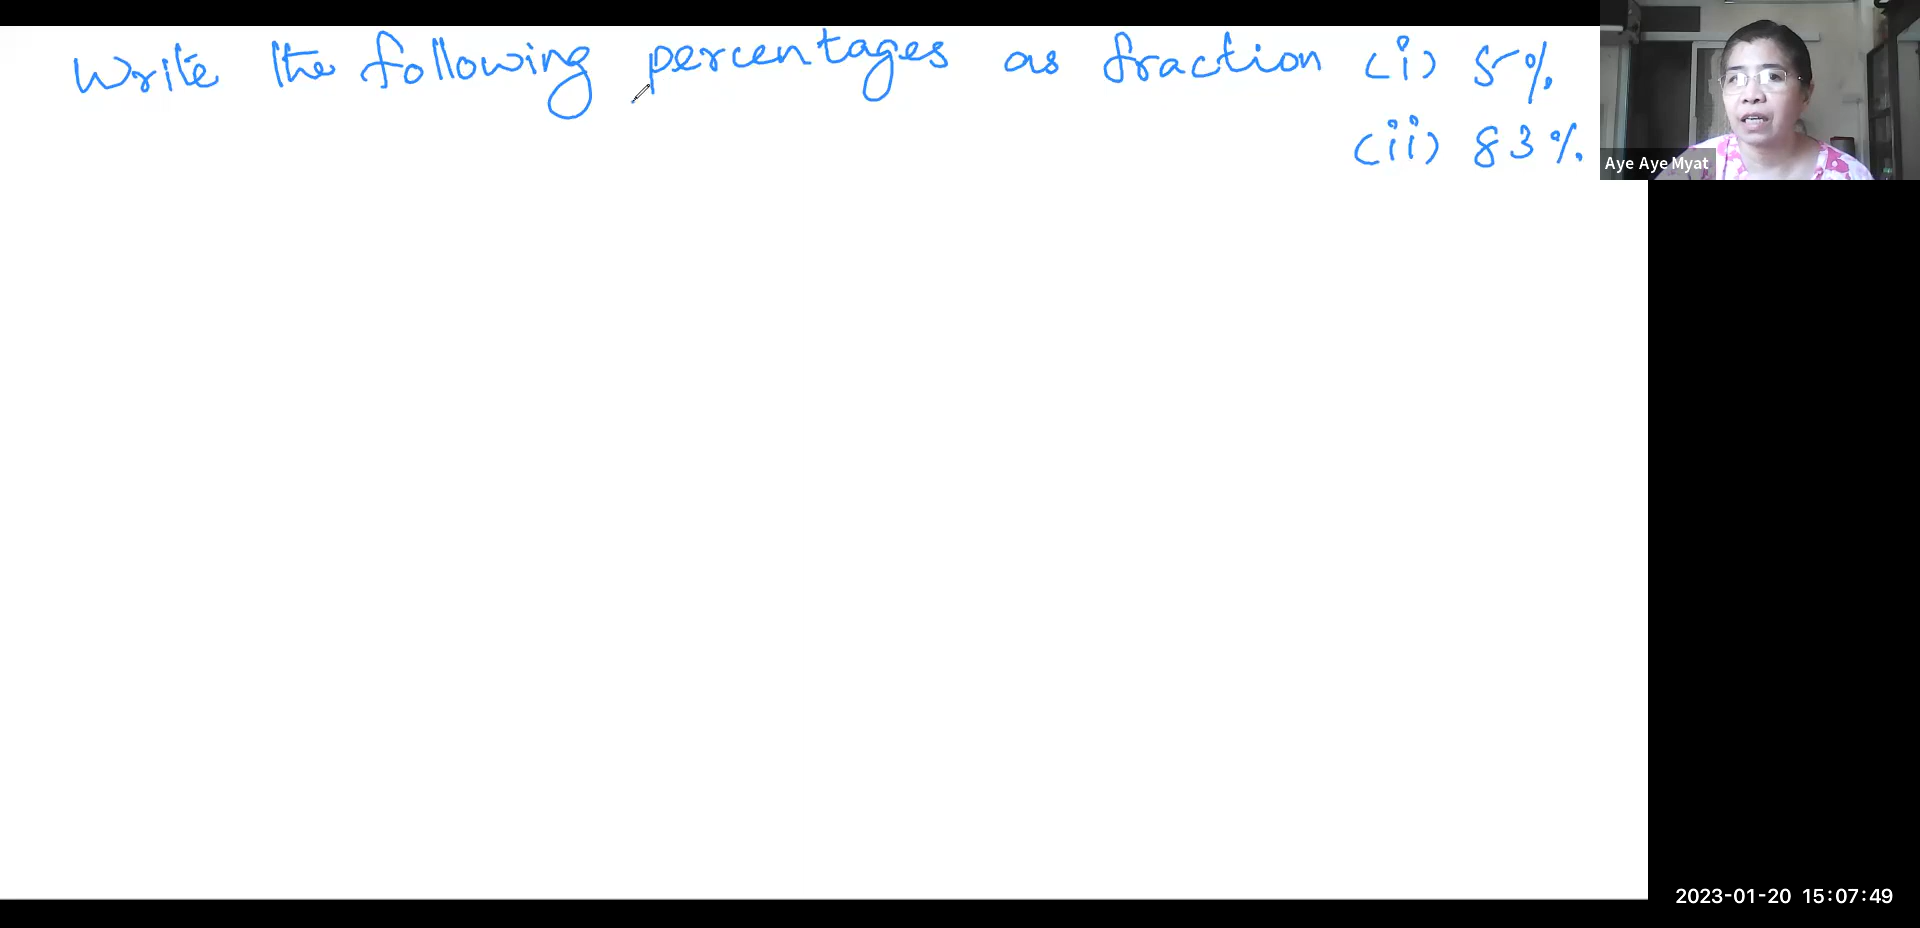 Write the following percentages as fraction (i) 5%
(ii) 83%
Aye Aye Myat
2023-01-20 15:07:49